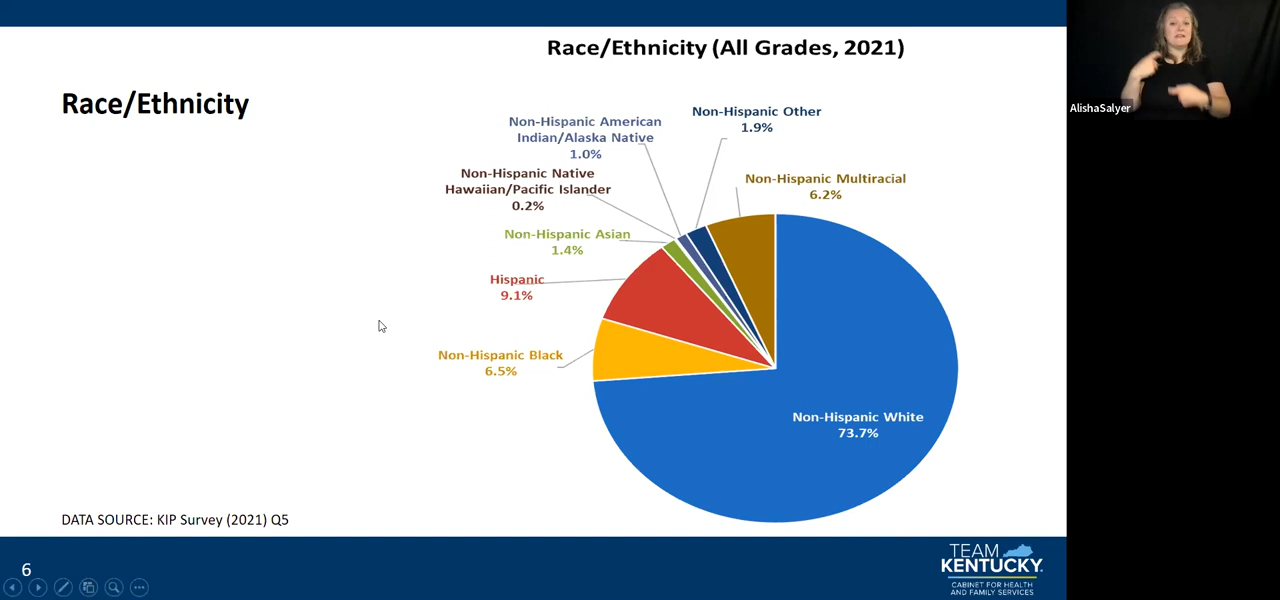 Race/Ethnicity (All Grades, 2021)
Race/Ethnicity
AlishaSalyer
Non-Hispanic Other
1.9%
Non-Hispanic American
Indian/Alaska Native
1.0%
Non-Hispanic Native
Hawaiian/Pacific Islander
0.2%
Non-Hispanic Multiracial
6.2%
Non-Hispanic Asian
1.4%
Hispanic
9.1%
Non-Hispanic Black
6.5%
Non-Hispanic White
73.7%
DATA SOURCE: KIP Survey (2021) Q5
6
TEAM
KENTUCKY.
CABINET FOR HEALTH
AND FAMILY SERVICES